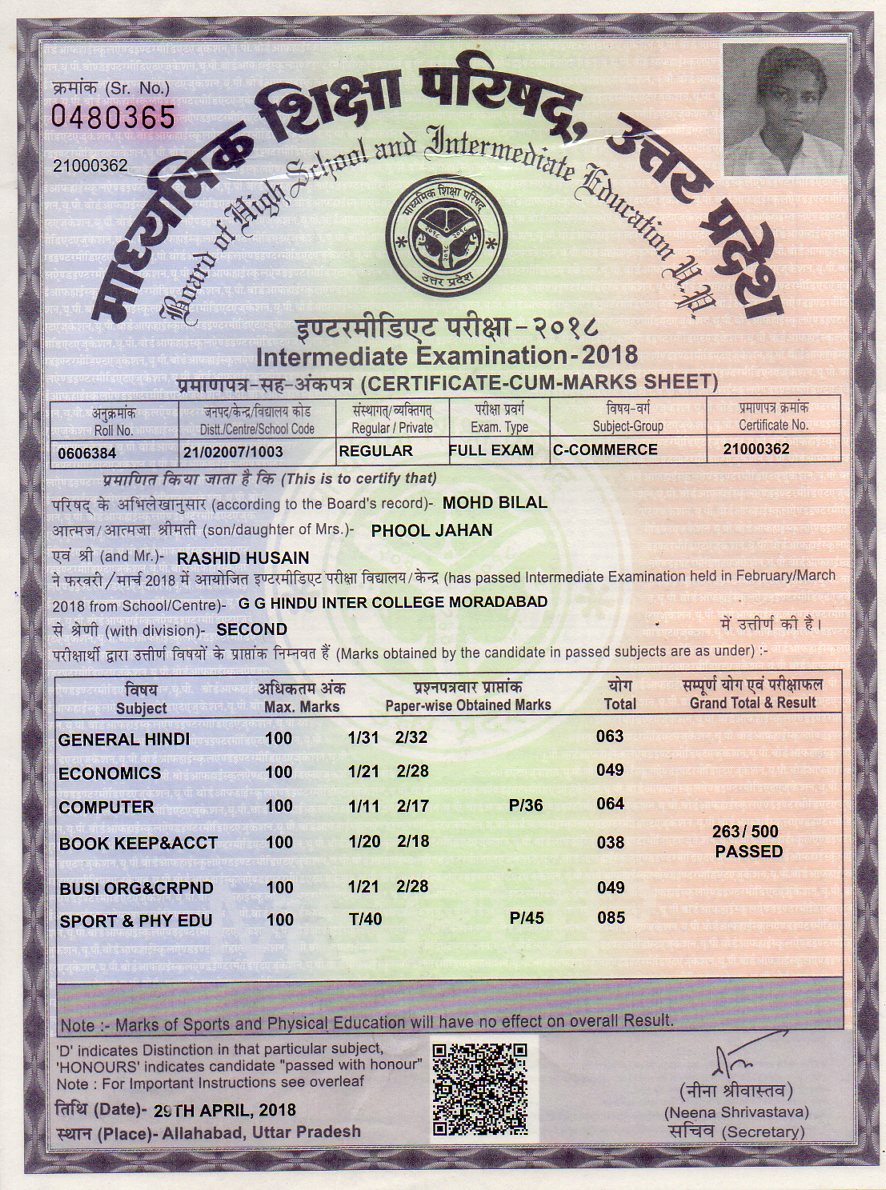 क्रमांक (Sr. No.)
0480365
21000362
माध्यमिक शिक्षा परिषद्, उत्तर प्रदेश
Board of High School and Intermediate Education U.P.
माध्यमिक शिक्षा परिषद्
उत्तर प्रदेश
इण्टरमीडिएट परीक्षा-२०१८
Intermediate Examination-2018
प्रमाणपत्र-सह-अंकपत्र (CERTIFICATE-CUM-MARKS SHEET)
अनुक्रमांक जनपद/केन्द्र/विद्यालय कोड संस्थागत्/व्यक्तिगत् परीक्षा प्रवर्ग विषय-वर्ग प्रमाणपत्र क्रमांक
Roll No. Distt./Centre/School Code Regular / Private Exam. Type Subject-Group Certificate No.
0606384 21/02007/1003 REGULAR FULL EXAM C-COMMERCE 21000362
प्रमाणित किया जाता है कि (This is to certify that)
परिषद् के अभिलेखानुसार (according to the Board's record)- MOHD BILAL
आत्मज/आत्मजा श्रीमती (son/daughter of Mrs.)- PHOOL JAHAN
एवं श्री (and Mr.)- RASHID HUSAIN
ने फरवरी/मार्च 2018 में आयोजित इण्टरमीडिएट परीक्षा विद्यालय/केन्द्र (has passed Intermediate Examination held in February/March
2018 from School/Centre)- G G HINDU INTER COLLEGE MORADABAD
से श्रेणी (with division)- SECOND में उत्तीर्ण की है।
परीक्षार्थी द्वारा उत्तीर्ण विषयों के प्राप्तांक निम्नवत हैं (Marks obtained by the candidate in passed subjects are as under) :-
विषय अधिकतम अंक प्रश्नपत्रवार प्राप्तांक योग सम्पूर्ण योग एवं परीक्षाफल
Subject Max. Marks Paper-wise Obtained Marks Total Grand Total & Result
GENERAL HINDI 100 1/31 2/32 063
ECONOMICS 100 1/21 2/28 049
COMPUTER 100 1/11 2/17 P/36 064
BOOK KEEP&ACCT 100 1/20 2/18 038
263/ 500
PASSED
BUSI ORG&CRPND 100 1/21 2/28 049
SPORT & PHY EDU 100 T/40 P/45 085
Note :- Marks of Sports and Physical Education will have no effect on overall Result.
'D' indicates Distinction in that particular subject,
'HONOURS' indicates candidate "passed with honour"
Note : For Important Instructions see overleaf
तिथि (Date)- 29TH APRIL, 2018
स्थान (Place)- Allahabad, Uttar Pradesh
(नीना श्रीवास्तव)
(Neena Shrivastava)
सचिव (Secretary)